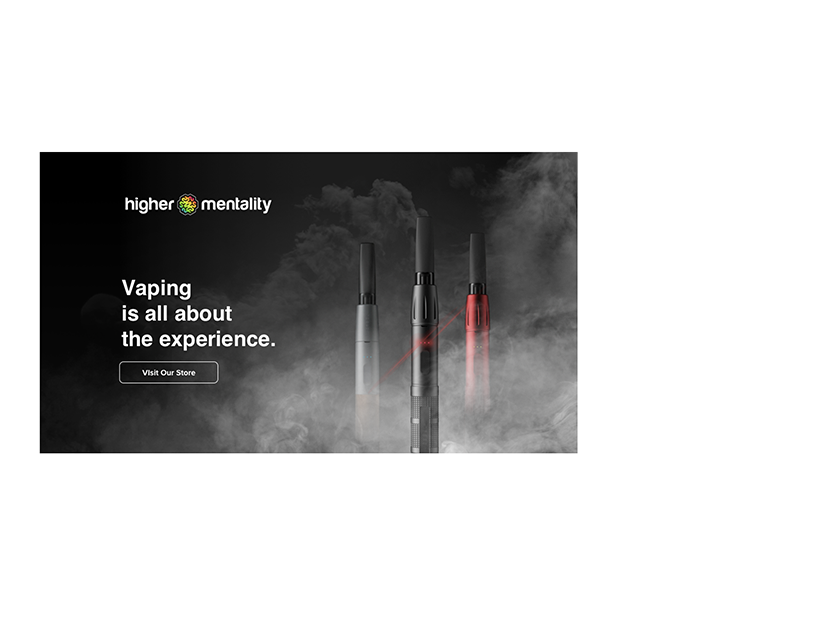 higher mentality
Vaping
is all about
the experience.
Visit Our Store